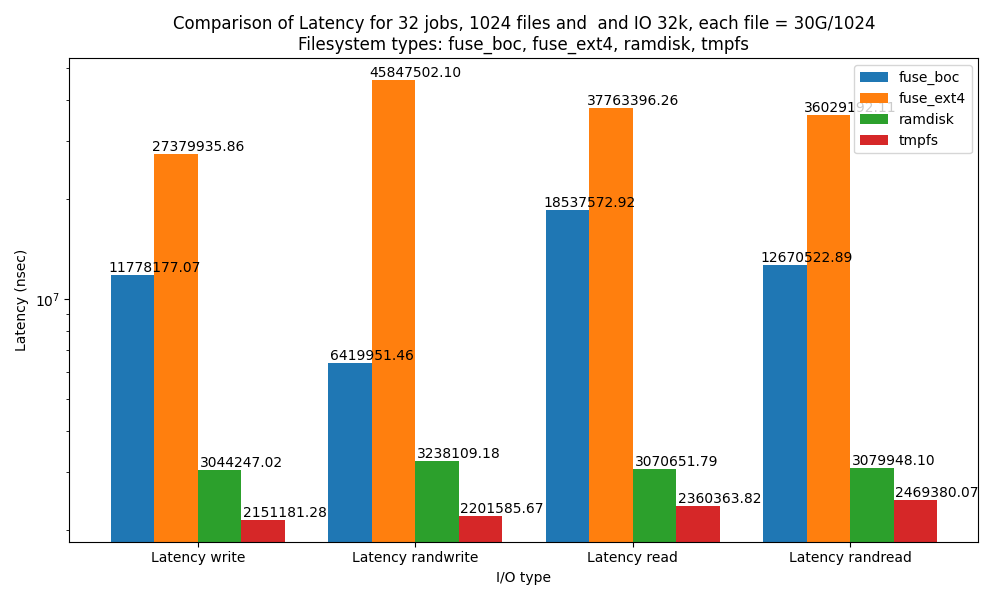 Comparison of Latency for 32 jobs, 1024 files and  and IO 32k, each file = 30G/1024
Filesystem types: fuse_boc, fuse_ext4, ramdisk, tmpfs
fuse_boc
fuse_ext4
ramdisk
tmpfs
Latency (nsec)
10^7
11778177.07
27379935.86
3044247.02
2151181.28
6419951.46
45847502.10
3238109.18
2201585.67
18537572.92
37763396.26
3070651.79
2360363.82
12670522.89
36029192.11
3079948.10
2469380.07
Latency write
Latency randwrite
Latency read
Latency randread
I/O type